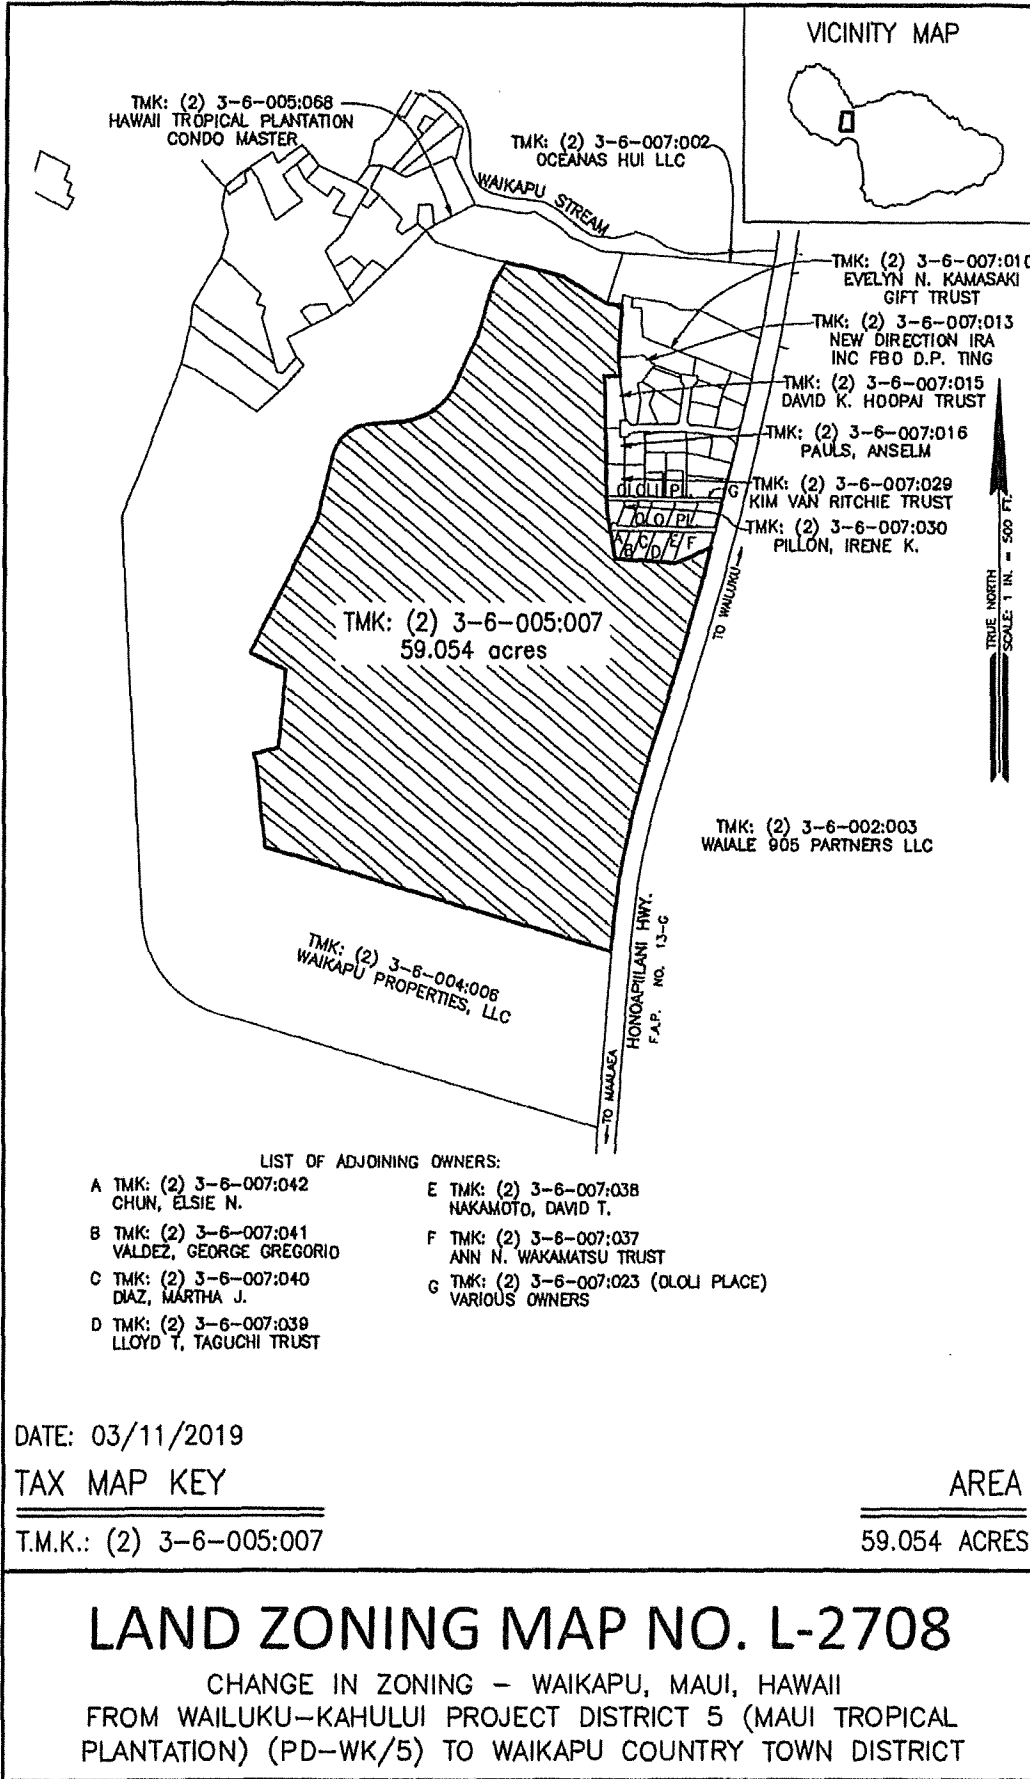 VICINITY MAP
TMK: (2) 3-6-005:068
HAWAII TROPICAL PLANTATION
CONDO MASTER
TMK: (2) 3-6-007:002
OCEANAS HUI LLC
WAIKAPU STREAM
TMK: (2) 3-6-007:010
EVELYN N. KAMASAKI
GIFT TRUST
TMK: (2) 3-6-007:013
NEW DIRECTION IRA
INC FBO D.P. TING
TMK: (2) 3-6-007:015
DAVID K. HOOPAI TRUST
TMK: (2) 3-6-007:016
PAULS, ANSELM
TMK: (2) 3-6-007:029
KIM VAN RITCHIE TRUST
TMK: (2) 3-6-007:030
PILLON, IRENE K.
G
A B C D E F
TO WAILUKU
TRUE NORTH
SCALE: 1 IN. = 500 FT.
TMK: (2) 3-6-005:007
59.054 acres
TMK: (2) 3-6-002:003
WAIALE 905 PARTNERS LLC
TMK: (2) 3-6-004:006
WAIKAPU PROPERTIES, LLC
HONOAPIILANI HWY.
F.A.P. NO. 13-G
TO MAALAEA
LIST OF ADJOINING OWNERS:
A TMK: (2) 3-6-007:042
CHUN, ELSIE N.
B TMK: (2) 3-6-007:041
VALDEZ, GEORGE GREGORIO
C TMK: (2) 3-6-007:040
DIAZ, MARTHA J.
D TMK: (2) 3-6-007:039
LLOYD T, TAGUCHI TRUST
E TMK: (2) 3-6-007:038
NAKAMOTO, DAVID T.
F TMK: (2) 3-6-007:037
ANN N. WAKAMATSU TRUST
G TMK: (2) 3-6-007:023 (OLOLI PLACE)
VARIOUS OWNERS
DATE: 03/11/2019
TAX MAP KEY
AREA
T.M.K.: (2) 3-6-005:007
59.054 ACRES
LAND ZONING MAP NO. L-2708
CHANGE IN ZONING - WAIKAPU, MAUI, HAWAII
FROM WAILUKU-KAHULUI PROJECT DISTRICT 5 (MAUI TROPICAL
PLANTATION) (PD-WK/5) TO WAIKAPU COUNTRY TOWN DISTRICT